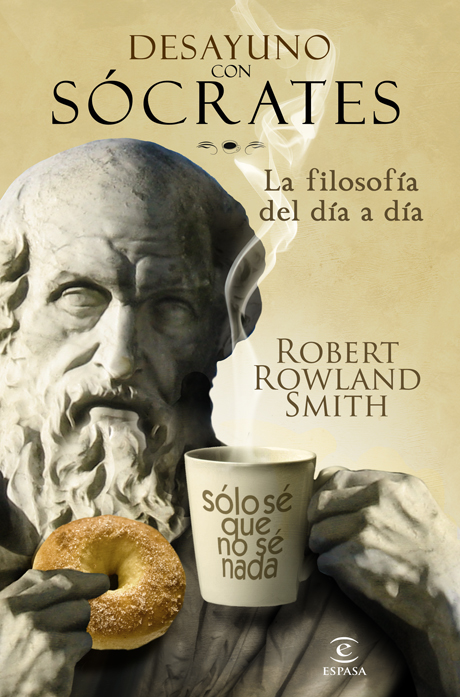 DESAYUNO
CON
SÓCRATES
La filosofía
del día a día
ROBERT
ROWLAND
SMITH
sólo sé
que
no sé
nada
e
ESPASA